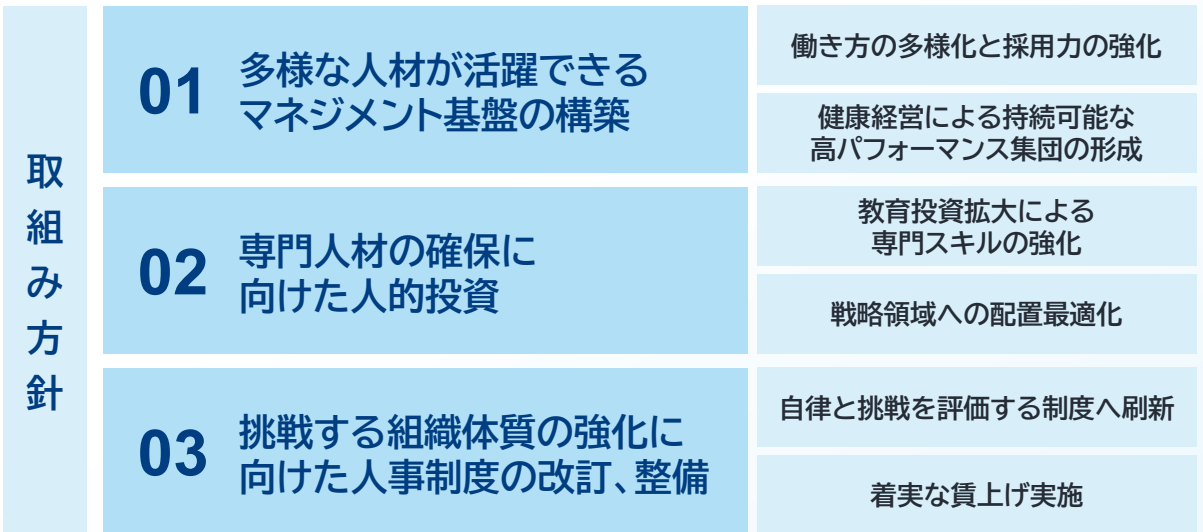 取組み方針
01
多様な人材が活躍できる
マネジメント基盤の構築
働き方の多様化と採用力の強化
健康経営による持続可能な
高パフォーマンス集団の形成
02
専門人材の確保に
向けた人的投資
教育投資拡大による
専門スキルの強化
戦略領域への配置最適化
03
挑戦する組織体質の強化に
向けた人事制度の改訂、整備
自律と挑戦を評価する制度へ刷新
着実な賃上げ実施